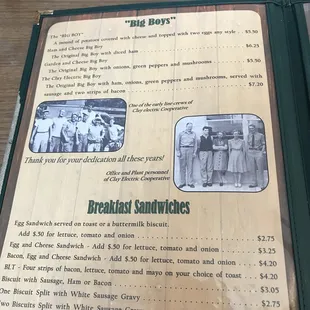 "Big Boys"
The "BIG BOY"
A mound of potatoes covered with cheese and topped with two eggs any style - $5.50
Ham and Cheese Big Boy
The Original Big Boy with diced ham $6.25
Garden and Cheese Big Boy
The Original Big Boy with onions, green peppers and mushrooms $5.50
The Clay Electric Big Boy
The Original Big Boy with ham, onions, green peppers and mushrooms, served with
sausage and two strips of bacon $7.20
One of the early line crews of
Clay electric Cooperative
Thank you for your dedication all these years!
Office and Plant personnel
of Clay Electric Cooperative
Breakfast Sandwiches
Egg Sandwich served on toast or a buttermilk biscuit.
Add $.50 for lettuce, tomato and onion $2.75
Egg and Cheese Sandwich - Add $.50 for lettuce, tomato and onion $3.25
Bacon, Egg and Cheese Sandwich - Add $.50 for lettuce, tomato and onion $4.20
BLT - Four strips of bacon, lettuce, tomato and mayo on your choice of toast $4.20
Biscuit with Sausage, Ham or Bacon $3.05
One Biscuit Split with White Sausage Gravy $2.75
Two Biscuits Split with White Sausage